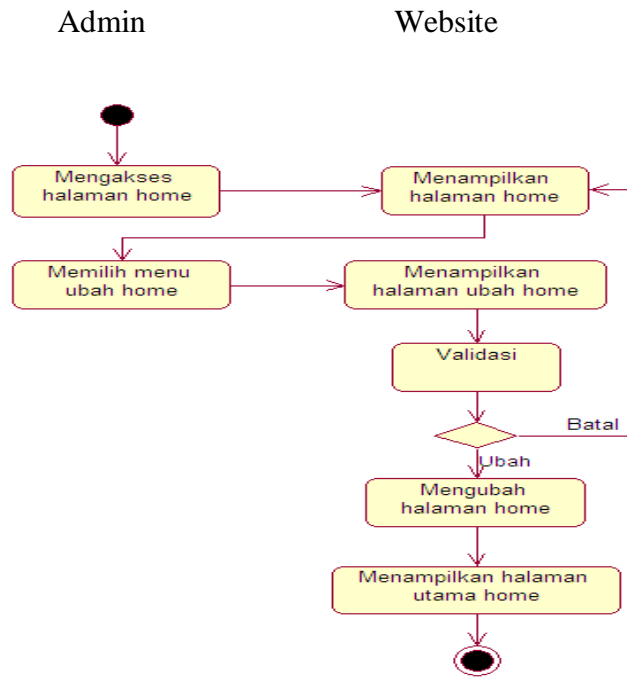 Admin
Website
Mengakses
halaman home
Menampilkan
halaman home
Memilih menu
ubah home
Menampilkan
halaman ubah home
Validasi
Batal
Ubah
Mengubah
halaman home
Menampilkan halaman
utama home